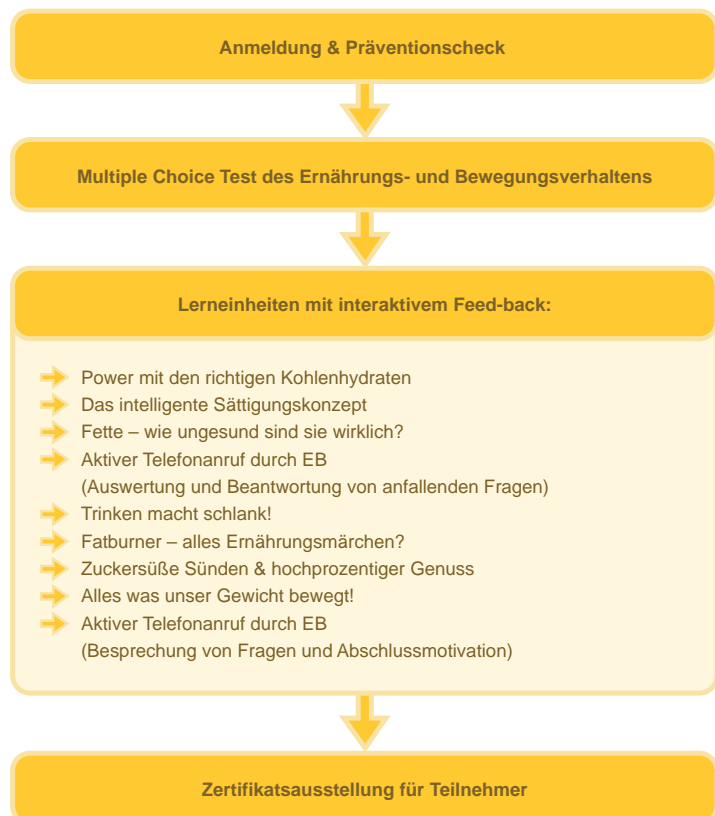 Anmeldung & Präventionscheck
Multiple Choice Test des Ernährungs- und Bewegungsverhaltens
Lerneinheiten mit interaktivem Feed-back:
Power mit den richtigen Kohlenhydraten
Das intelligente Sättigungskonzept
Fette – wie ungesund sind sie wirklich?
Aktiver Telefonanruf durch EB
(Auswertung und Beantwortung von anfallenden Fragen)
Trinken macht schlank!
Fatburner – alles Ernährungsmärchen?
Zuckersüße Sünden & hochprozentiger Genuss
Alles was unser Gewicht bewegt!
Aktiver Telefonanruf durch EB
(Besprechung von Fragen und Abschlussmotivation)
Zertifikatsausstellung für Teilnehmer